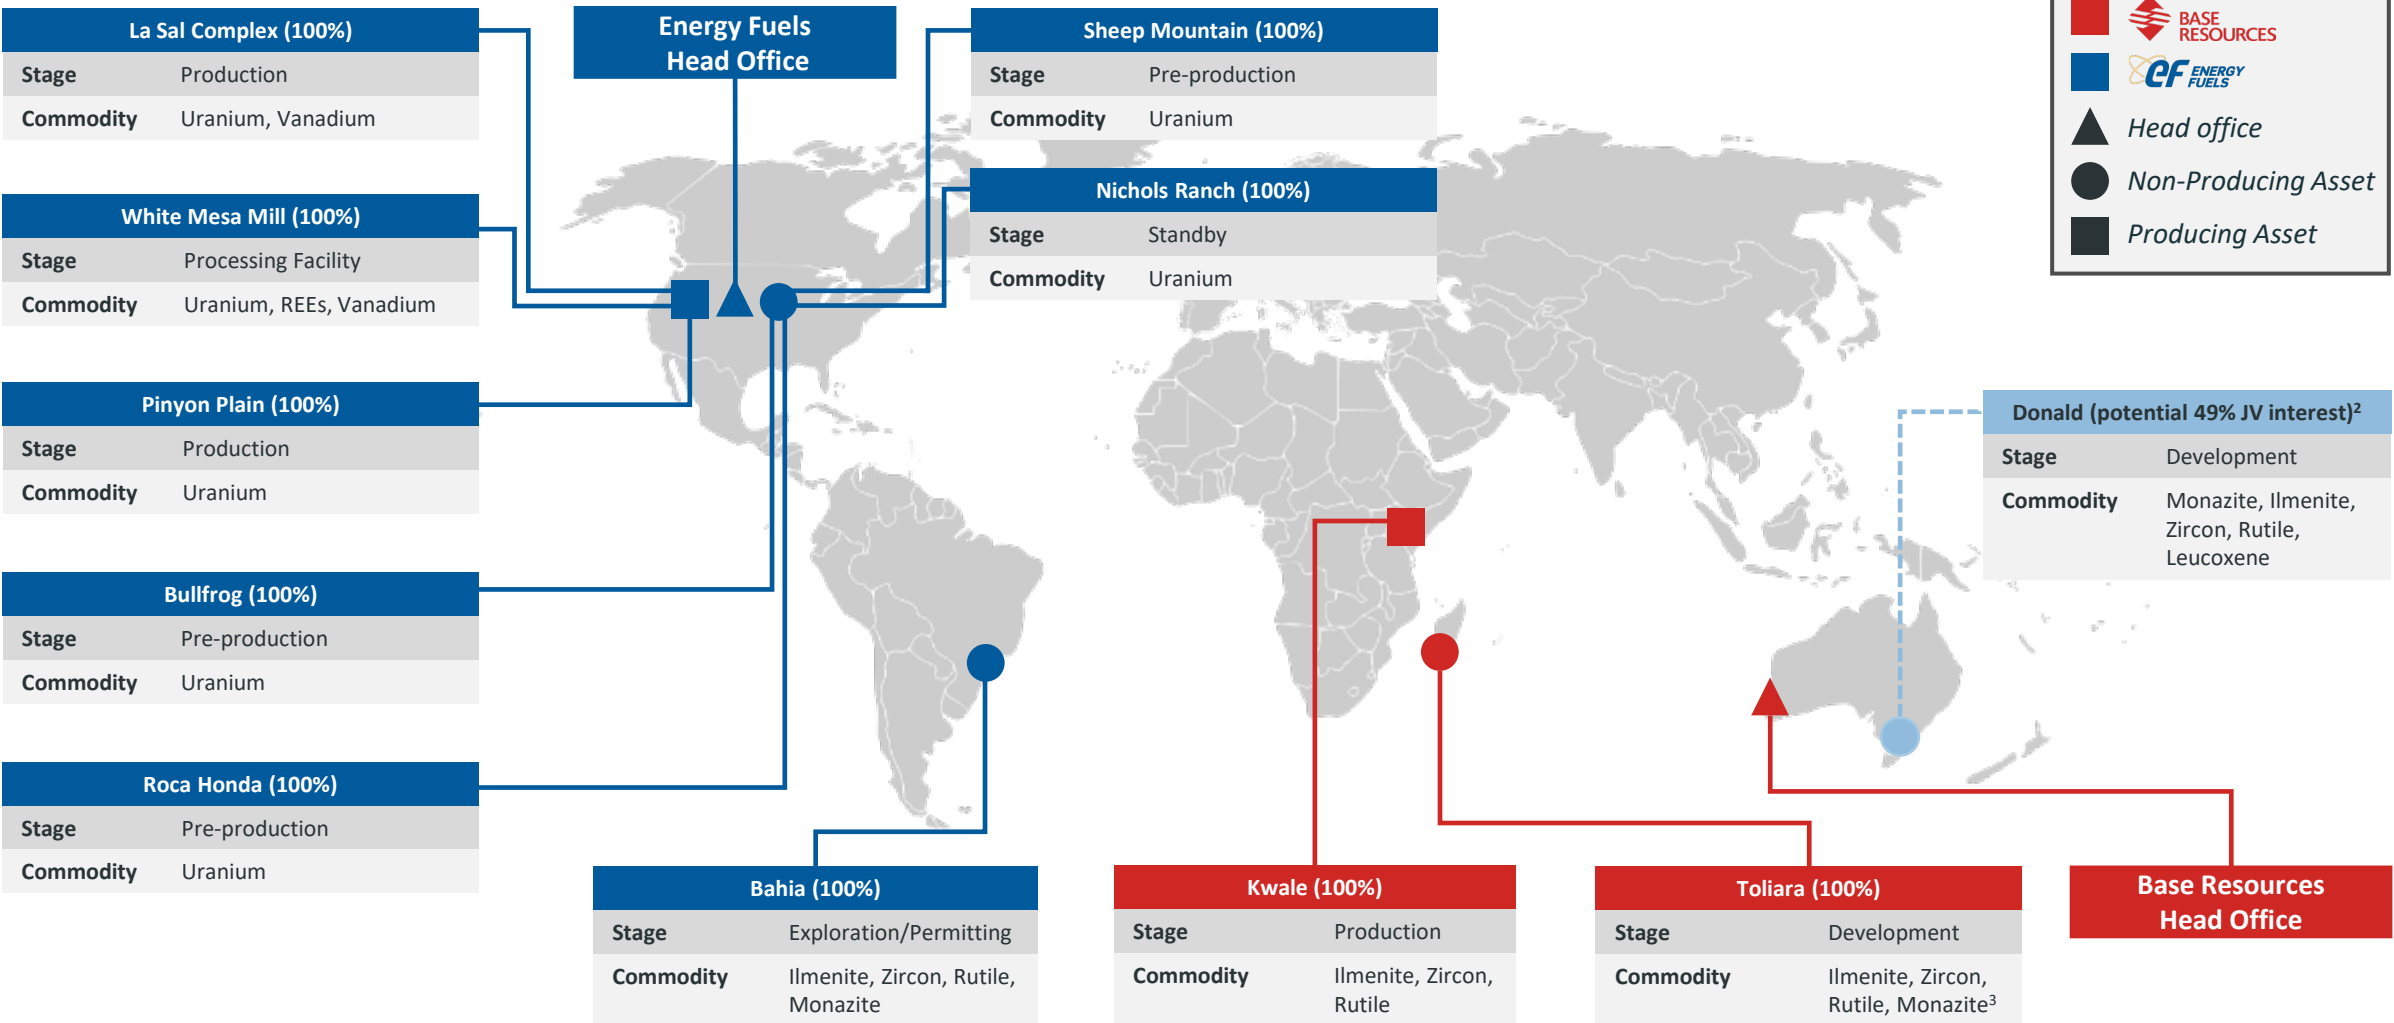 La Sal Complex (100%)
Stage Production
Commodity Uranium, Vanadium
White Mesa Mill (100%)
Stage Processing Facility
Commodity Uranium, REEs, Vanadium
Pinyon Plain (100%)
Stage Production
Commodity Uranium
Bullfrog (100%)
Stage Pre-production
Commodity Uranium
Roca Honda (100%)
Stage Pre-production
Commodity Uranium
Energy Fuels
Head Office
Sheep Mountain (100%)
Stage Pre-production
Commodity Uranium
Nichols Ranch (100%)
Stage Standby
Commodity Uranium
BASE
RESOURCES
eF ENERGY
FUELS
Head office
Non-Producing Asset
Producing Asset
Donald (potential 49% JV interest)²
Stage Development
Commodity Monazite, Ilmenite,
Zircon, Rutile,
Leucoxene
Bahia (100%)
Stage Exploration/Permitting
Commodity Ilmenite, Zircon, Rutile,
Monazite
Kwale (100%)
Stage Production
Commodity Ilmenite, Zircon,
Rutile
Toliara (100%)
Stage Development
Commodity Ilmenite, Zircon,
Rutile, Monazite³
Base Resources
Head Office